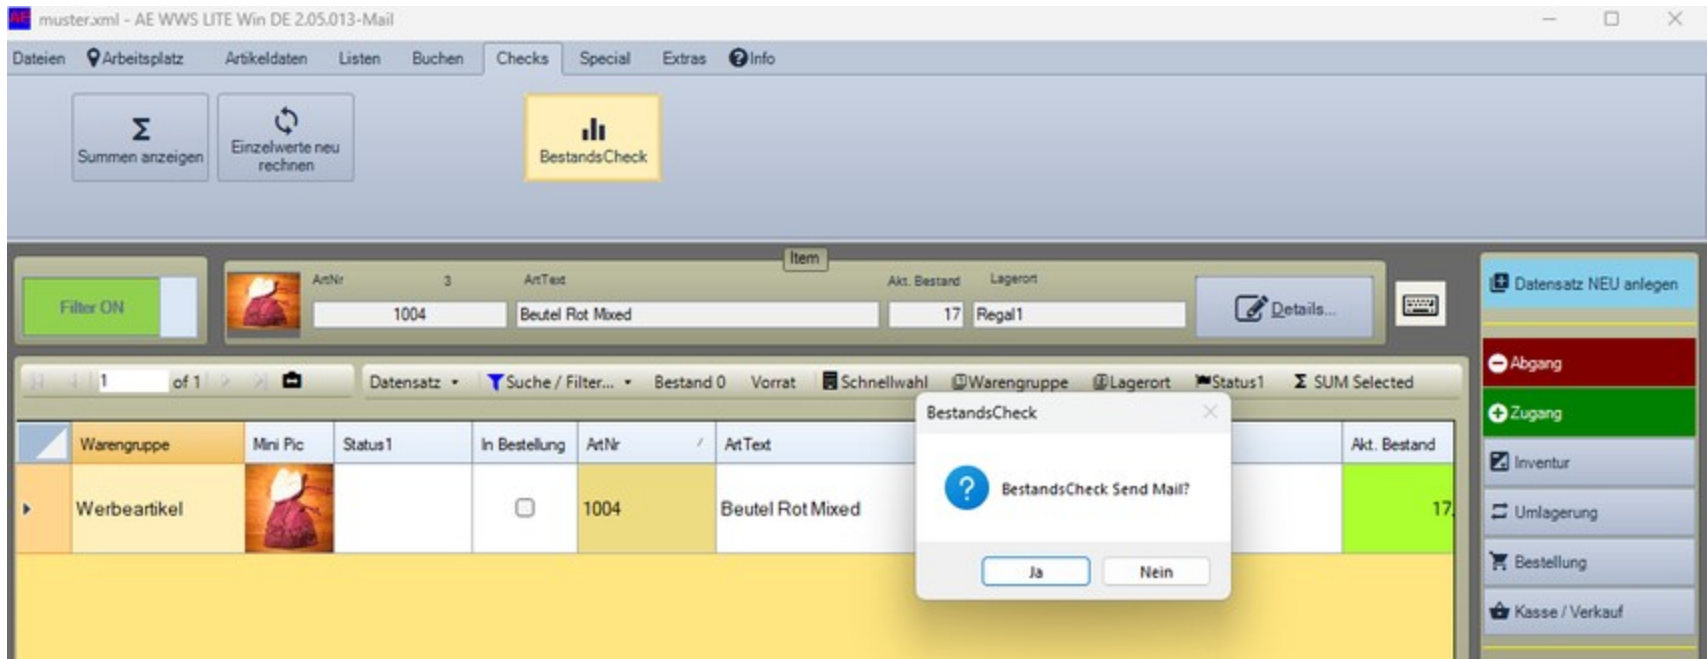 AE muster.xml - AE WWS LITE Win DE 2.05.013-Mail
Dateien Arbeitsplatz Artikeldaten Listen Buchen Checks Special Extras Info
Summen anzeigen
Einzelwerte neu
rechnen
BestandsCheck
Item
Filter ON
ArtNr 3 ArtText Akt. Bestand Lagerort
1004 Beutel Rot Mixed 17 Regal1
Details...
Datensatz NEU anlegen
1 of 1 Datensatz Suche / Filter... Bestand 0 Vorrat Schnellwahl Warengruppe Lagerort Status1 Σ SUM Selected
Warengruppe Mini Pic Status1 In Bestellung ArtNr ArtText Akt. Bestand
Werbeartikel 1004 Beutel Rot Mixed 17,
BestandsCheck
BestandsCheck Send Mail?
Ja Nein
Abgang
Zugang
Inventur
Umlagerung
Bestellung
Kasse / Verkauf